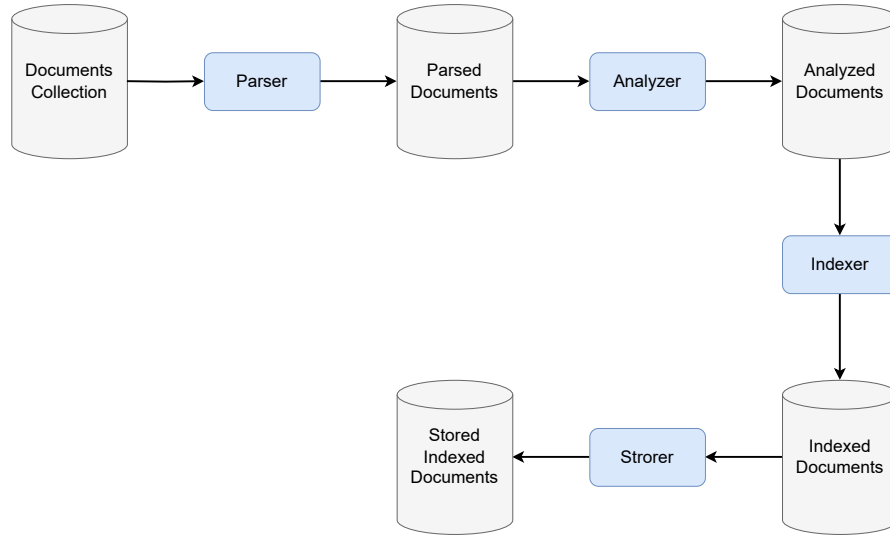 Documents
Collection
Parser
Parsed
Documents
Analyzer
Analyzed
Documents
Indexer
Stored
Indexed
Documents
Strorer
Indexed
Documents